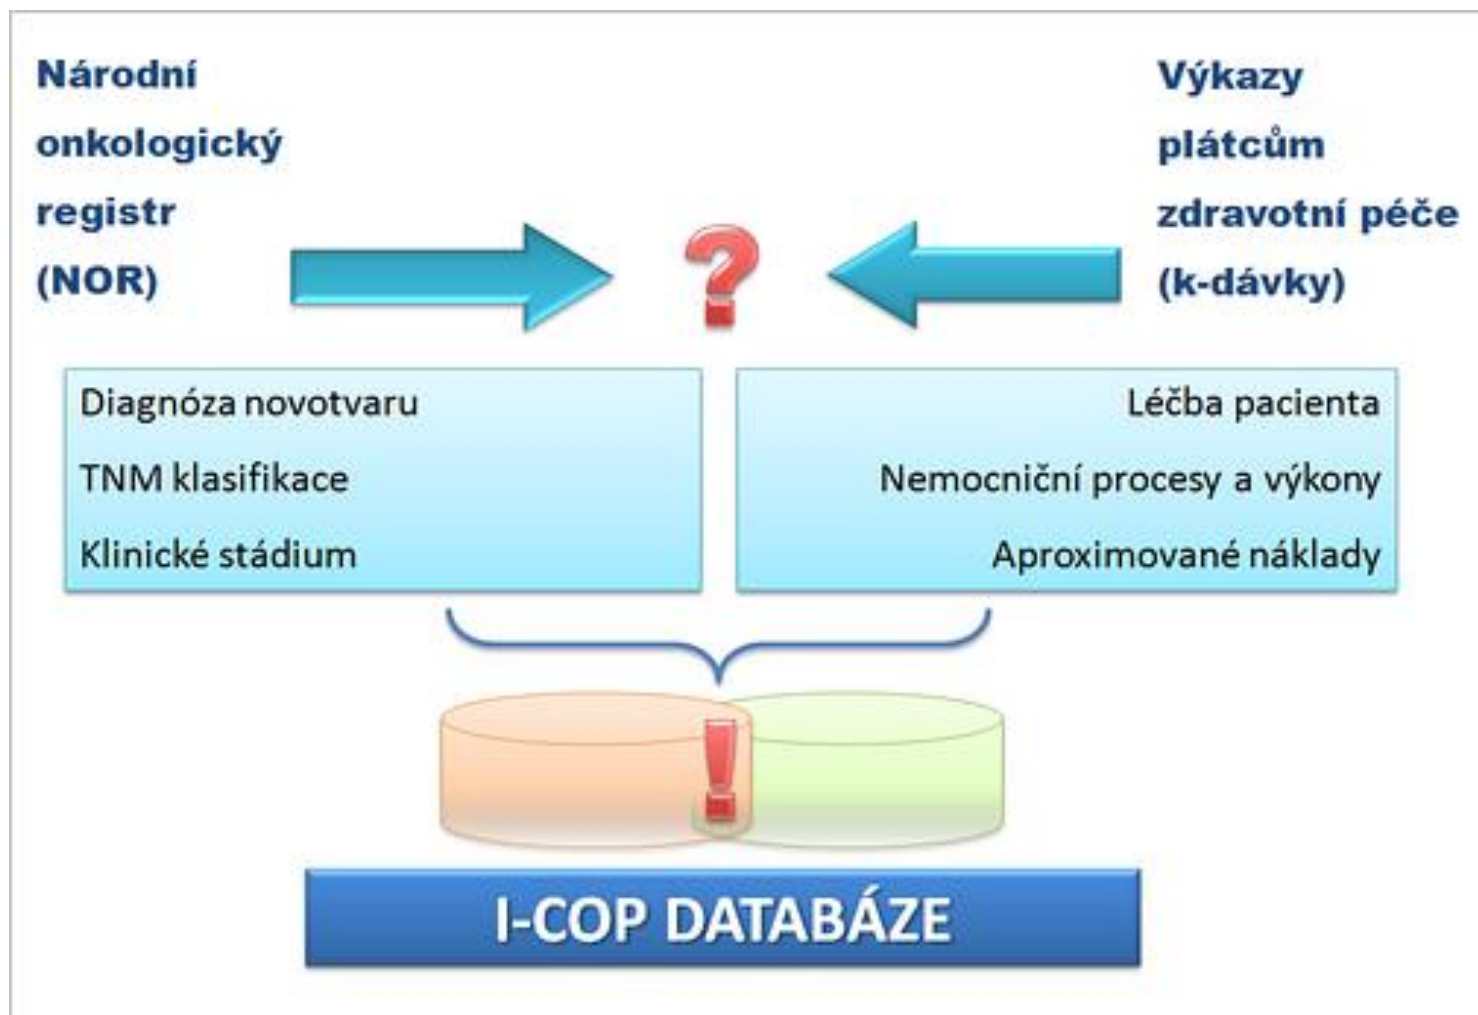 Národní
onkologický
registr
(NOR)
?
Výkazy
plátcům
zdravotní péče
(k-dávky)
Diagnóza novotvaru
TNM klasifikace
Klinické stádium
Léčba pacienta
Nemocniční procesy a výkony
Aproximované náklady
!
I-COP DATABÁZE